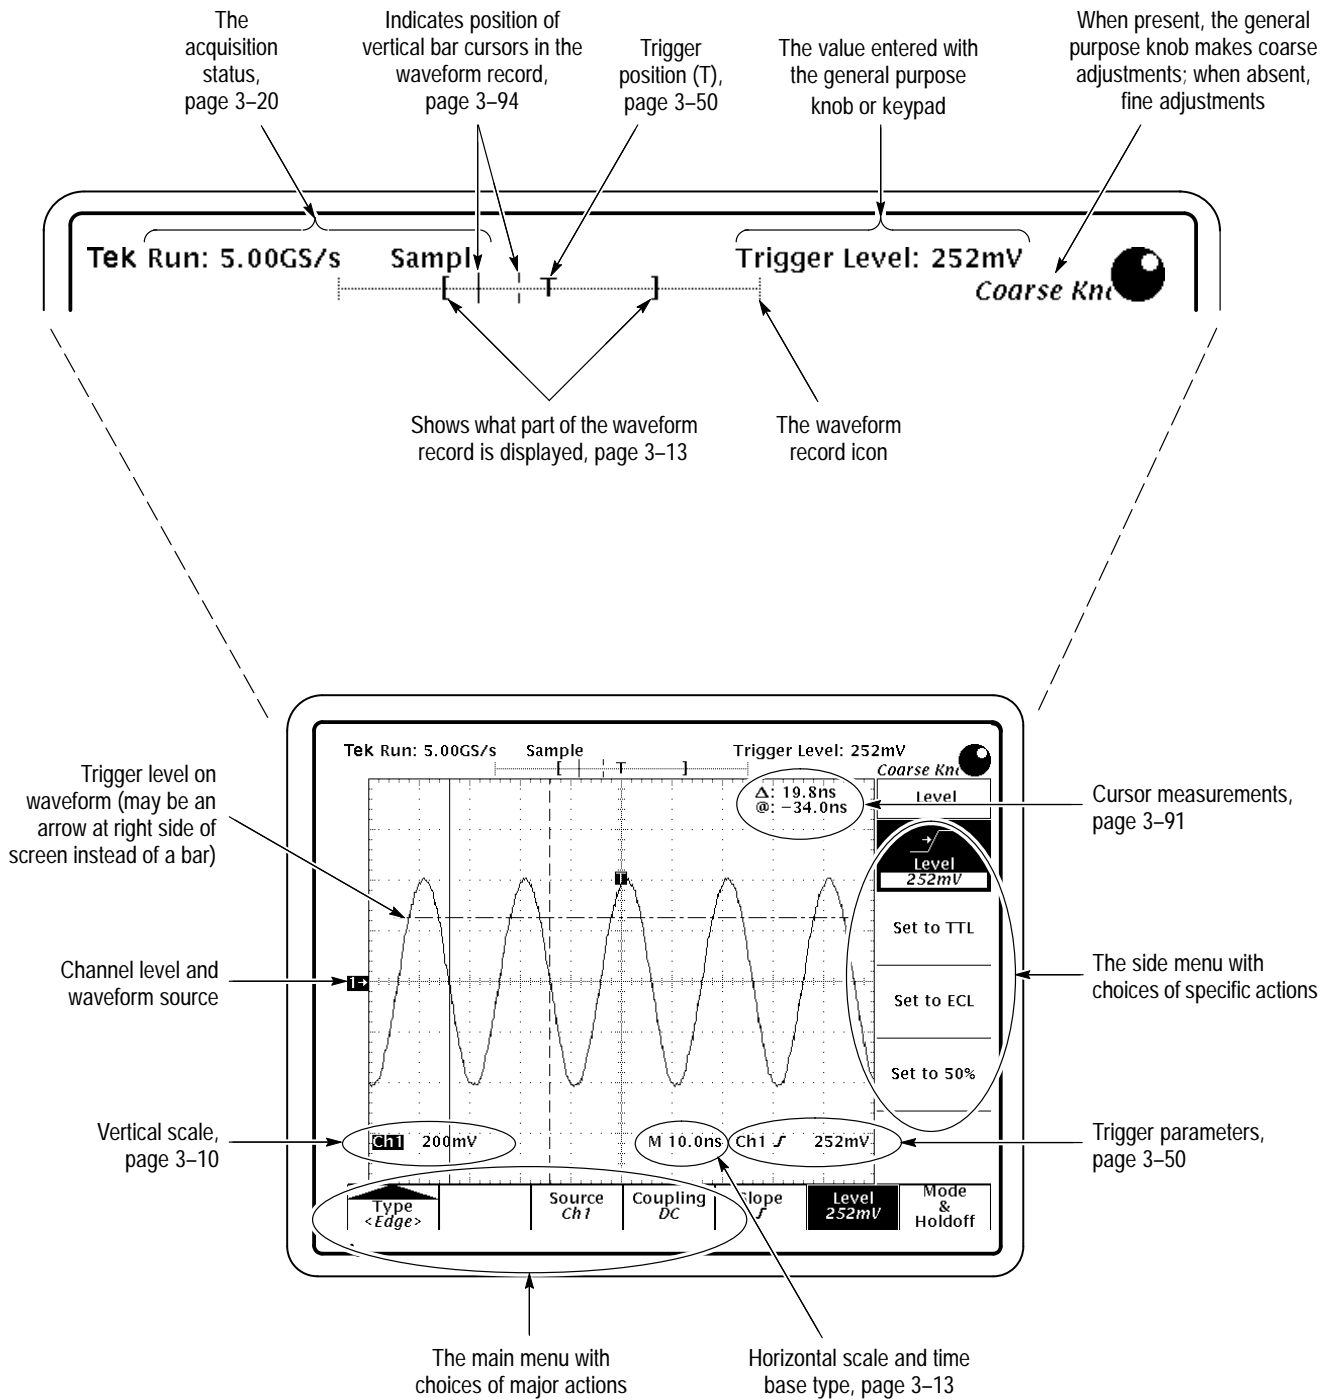 The
acquisition
status,
page 3–20
Indicates position of
vertical bar cursors in the
waveform record,
page 3–94
Trigger
position (T),
page 3–50
The value entered with
the general purpose
knob or keypad
When present, the general
purpose knob makes coarse
adjustments; when absent,
fine adjustments
Tek Run: 5.00GS/s Sampl
Trigger Level: 252mV
[ T ]
Coarse Kn
Shows what part of the waveform
record is displayed, page 3–13
The waveform
record icon
Tek Run: 5.00GS/s Sample Trigger Level: 252mV
[ T ]
Coarse Kn
Δ: 19.8ns
@: −34.0ns
Level
Level
252mV
Set to TTL
Set to ECL
Set to 50%
T
1→
Trigger level on
waveform (may be an
arrow at right side of
screen instead of a bar)
Channel level and
waveform source
Vertical scale,
page 3–10
Cursor measurements,
page 3–91
The side menu with
choices of specific actions
Trigger parameters,
page 3–50
Ch1 200mV M 10.0ns Ch1 252mV
Type
<Edge>
Source
Ch1
Coupling
DC
Slope
Level
252mV
Mode
&
Holdoff
The main menu with
choices of major actions
Horizontal scale and time
base type, page 3–13